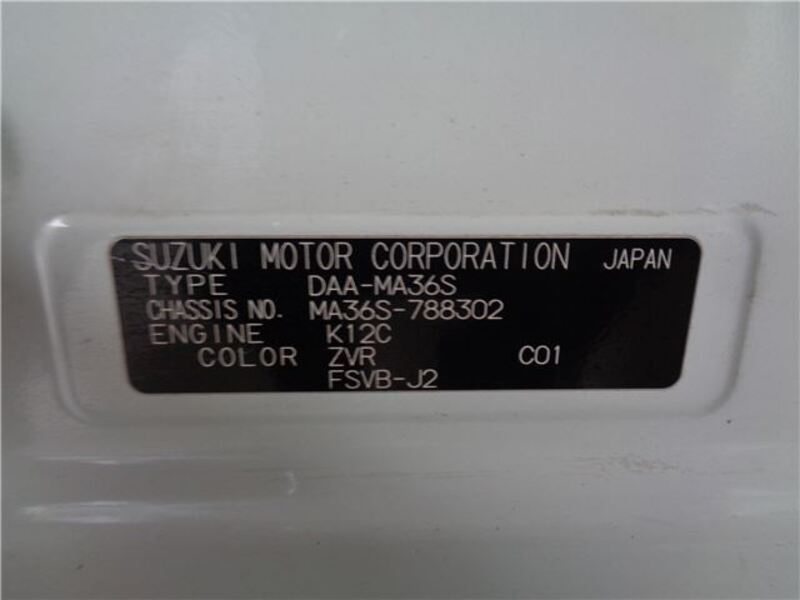 SUZUKI MOTOR CORPORATION JAPAN
TYPE DAA-MA36S
CHASSIS NO. MA36S-788302
ENGINE K12C
COLOR ZVR C01
FSVB-J2